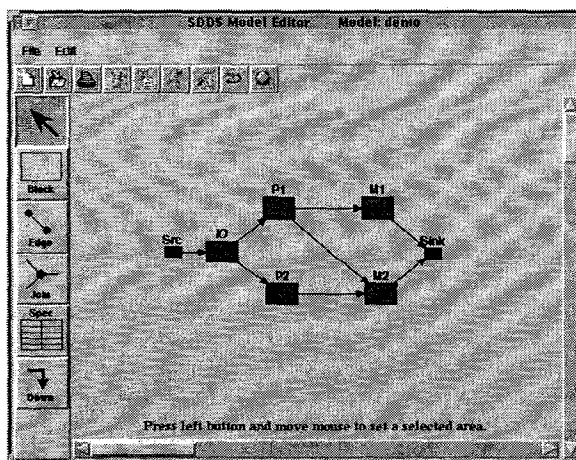 SDDS Model Editor Model: demo
File Edit
Block
Edge
Join
Spec
Down
P1 M1
Src IO Sink
P2 M2
Press left button and move mouse to set a selected area.